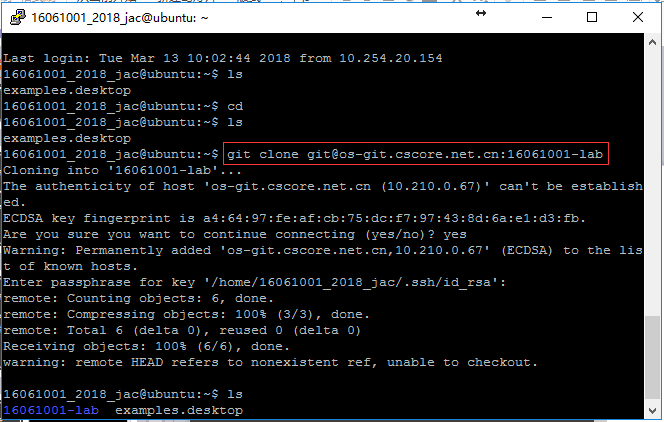 16061001_2018_jac@ubuntu: ~
Last login: Tue Mar 13 10:02:44 2018 from 10.254.20.154
16061001_2018_jac@ubuntu:~$ ls
examples.desktop
16061001_2018_jac@ubuntu:~$ cd
16061001_2018_jac@ubuntu:~$ ls
examples.desktop
16061001_2018_jac@ubuntu:~$ git clone git@os-git.cscore.net.cn:16061001-lab
Cloning into '16061001-lab'...
The authenticity of host 'os-git.cscore.net.cn (10.210.0.67)' can't be establish
ed.
ECDSA key fingerprint is a4:64:97:fe:af:cb:75:dc:f7:97:43:8d:6a:e1:d3:fb.
Are you sure you want to continue connecting (yes/no)? yes
Warning: Permanently added 'os-git.cscore.net.cn,10.210.0.67' (ECDSA) to the lis
t of known hosts.
Enter passphrase for key '/home/16061001_2018_jac/.ssh/id_rsa':
remote: Counting objects: 6, done.
remote: Compressing objects: 100% (3/3), done.
remote: Total 6 (delta 0), reused 0 (delta 0)
Receiving objects: 100% (6/6), done.
warning: remote HEAD refers to nonexistent ref, unable to checkout.
16061001_2018_jac@ubuntu:~$ ls
16061001-lab  examples.desktop